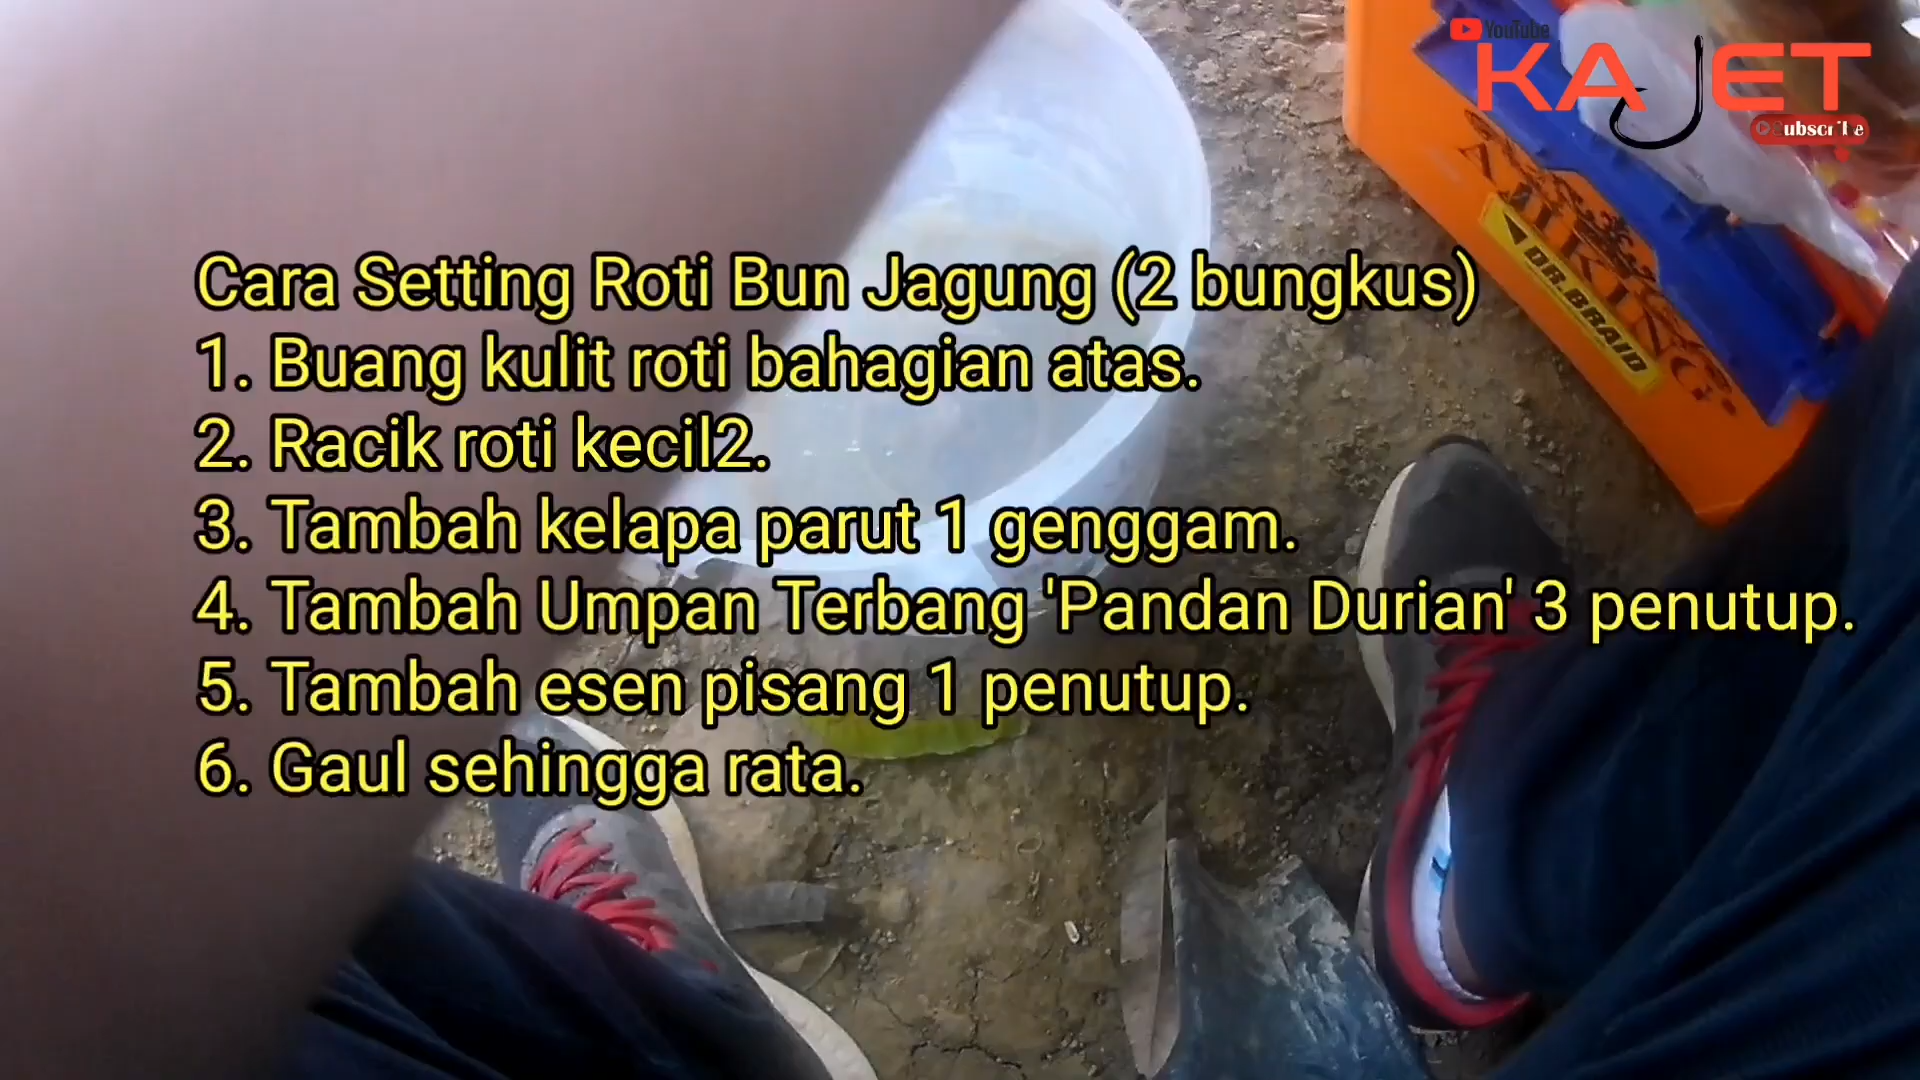 YouTube
KAJET
Subscribe
DR.BRAID
VIKING
Cara Setting Roti Bun Jagung (2 bungkus)
1. Buang kulit roti bahagian atas.
2. Racik roti kecil2.
3. Tambah kelapa parut 1 genggam.
4. Tambah Umpan Terbang 'Pandan Durian' 3 penutup.
5. Tambah esen pisang 1 penutup.
6. Gaul sehingga rata.